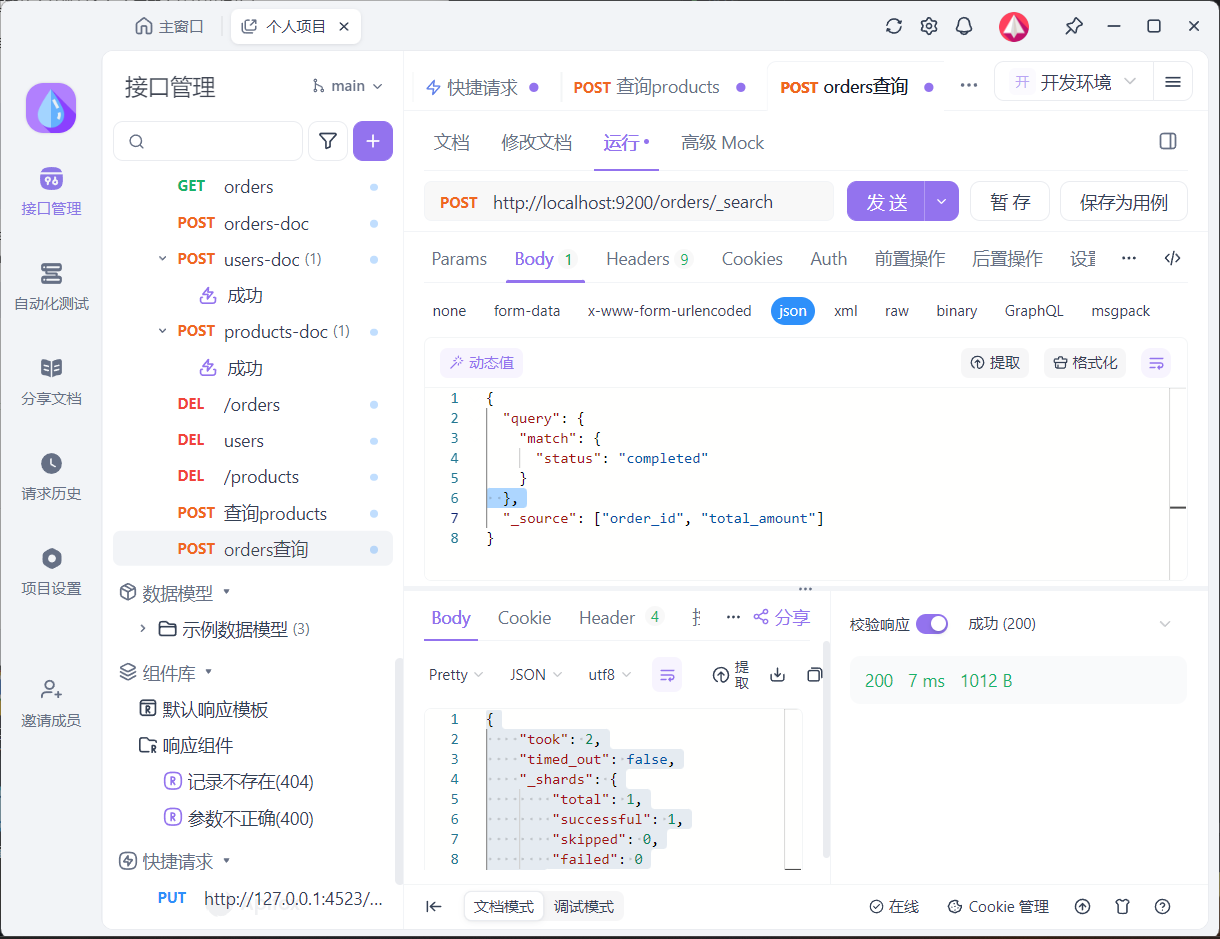 主窗口
个人项目
接口管理
自动化测试
分享文档
请求历史
项目设置
邀请成员
接口管理
main
GET orders
POST orders-doc
POST users-doc (1)
成功
POST products-doc (1)
成功
DEL /orders
DEL users
DEL /products
POST 查询products
POST orders查询
数据模型
示例数据模型 (3)
组件库
默认响应模板
响应组件
记录不存在(404)
参数不正确(400)
快捷请求
PUT http://127.0.0.1:4523/...
快捷请求 POST 查询products POST orders查询 ... 开 开发环境
文档 修改文档 运行 高级 Mock
POST http://localhost:9200/orders/_search 发 送 暂 存 保存为用例
Params Body 1 Headers 9 Cookies Auth 前置操作 后置操作 ...
none form-data x-www-form-urlencoded json xml raw binary GraphQL msgpack
动态值 提取 格式化
1 {
2 "query": {
3 "match": {
4 "status": "completed"
5 }
6 },
7 "_source": ["order_id", "total_amount"]
8 }
Body Cookie Header 4 ... 分享
Pretty JSON utf8 提取
1 {
2 "took": 2,
3 "timed_out": false,
4 "_shards": {
5 "total": 1,
6 "successful": 1,
7 "skipped": 0,
8 "failed": 0
校验响应 成功 (200)
200 7 ms 1012 B
文档模式 调试模式 在线 Cookie 管理